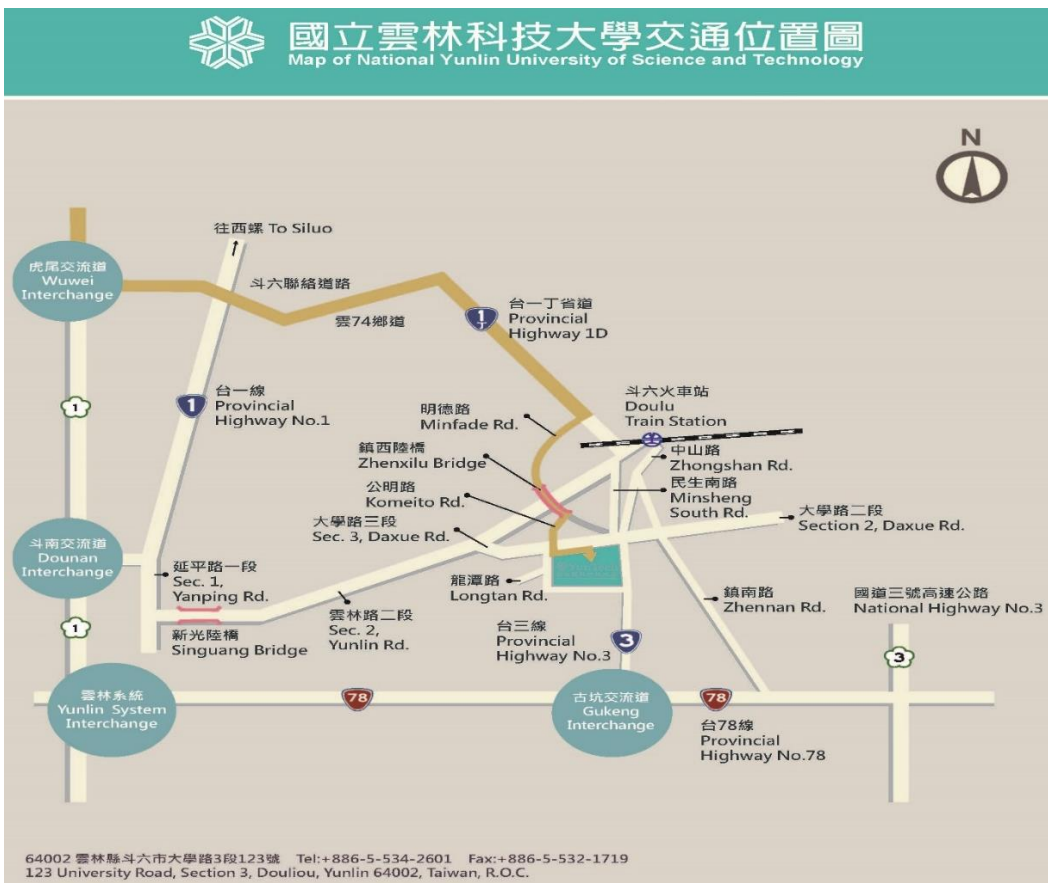 國立雲林科技大學交通位置圖
Map of National Yunlin University of Science and Technology
N
往西螺 To Siluo
虎尾交流道
Wuwei
Interchange
斗六聯絡道路
雲74鄉道
1丁
台一丁省道
Provincial
Highway 1D
1
1
台一線
Provincial
Highway No.1
明德路
Minfade Rd.
斗六火車站
Doulu
Train Station
鎮西陸橋
Zhenxilu Bridge
中山路
Zhongshan Rd.
公明路
Komeito Rd.
民生南路
Minsheng
South Rd.
大學路三段
Sec. 3, Daxue Rd.
大學路二段
Section 2, Daxue Rd.
斗南交流道
Dounan
Interchange
延平路一段
Sec. 1,
Yanping Rd.
龍潭路
Longtan Rd.
雲林路二段
Sec. 2,
Yunlin Rd.
鎮南路
Zhennan Rd.
國道三號高速公路
National Highway No.3
1
新光陸橋
Singuang Bridge
台三線
Provincial
Highway No.3
3
3
雲林系統
Yunlin System
Interchange
78
古坑交流道
Gukeng
Interchange
78
台78線
Provincial
Highway No.78
64002 雲林縣斗六市大學路3段123號 Tel:+886-5-534-2601 Fax:+886-5-532-1719
123 University Road, Section 3, Douliou, Yunlin 64002, Taiwan, R.O.C.